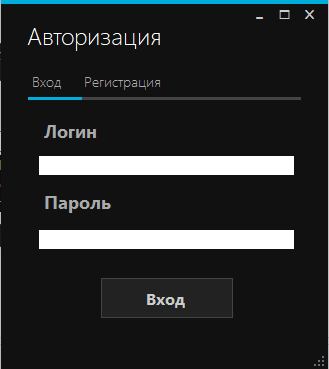 Авторизация
Вход Регистрация
Логин
Пароль
Вход